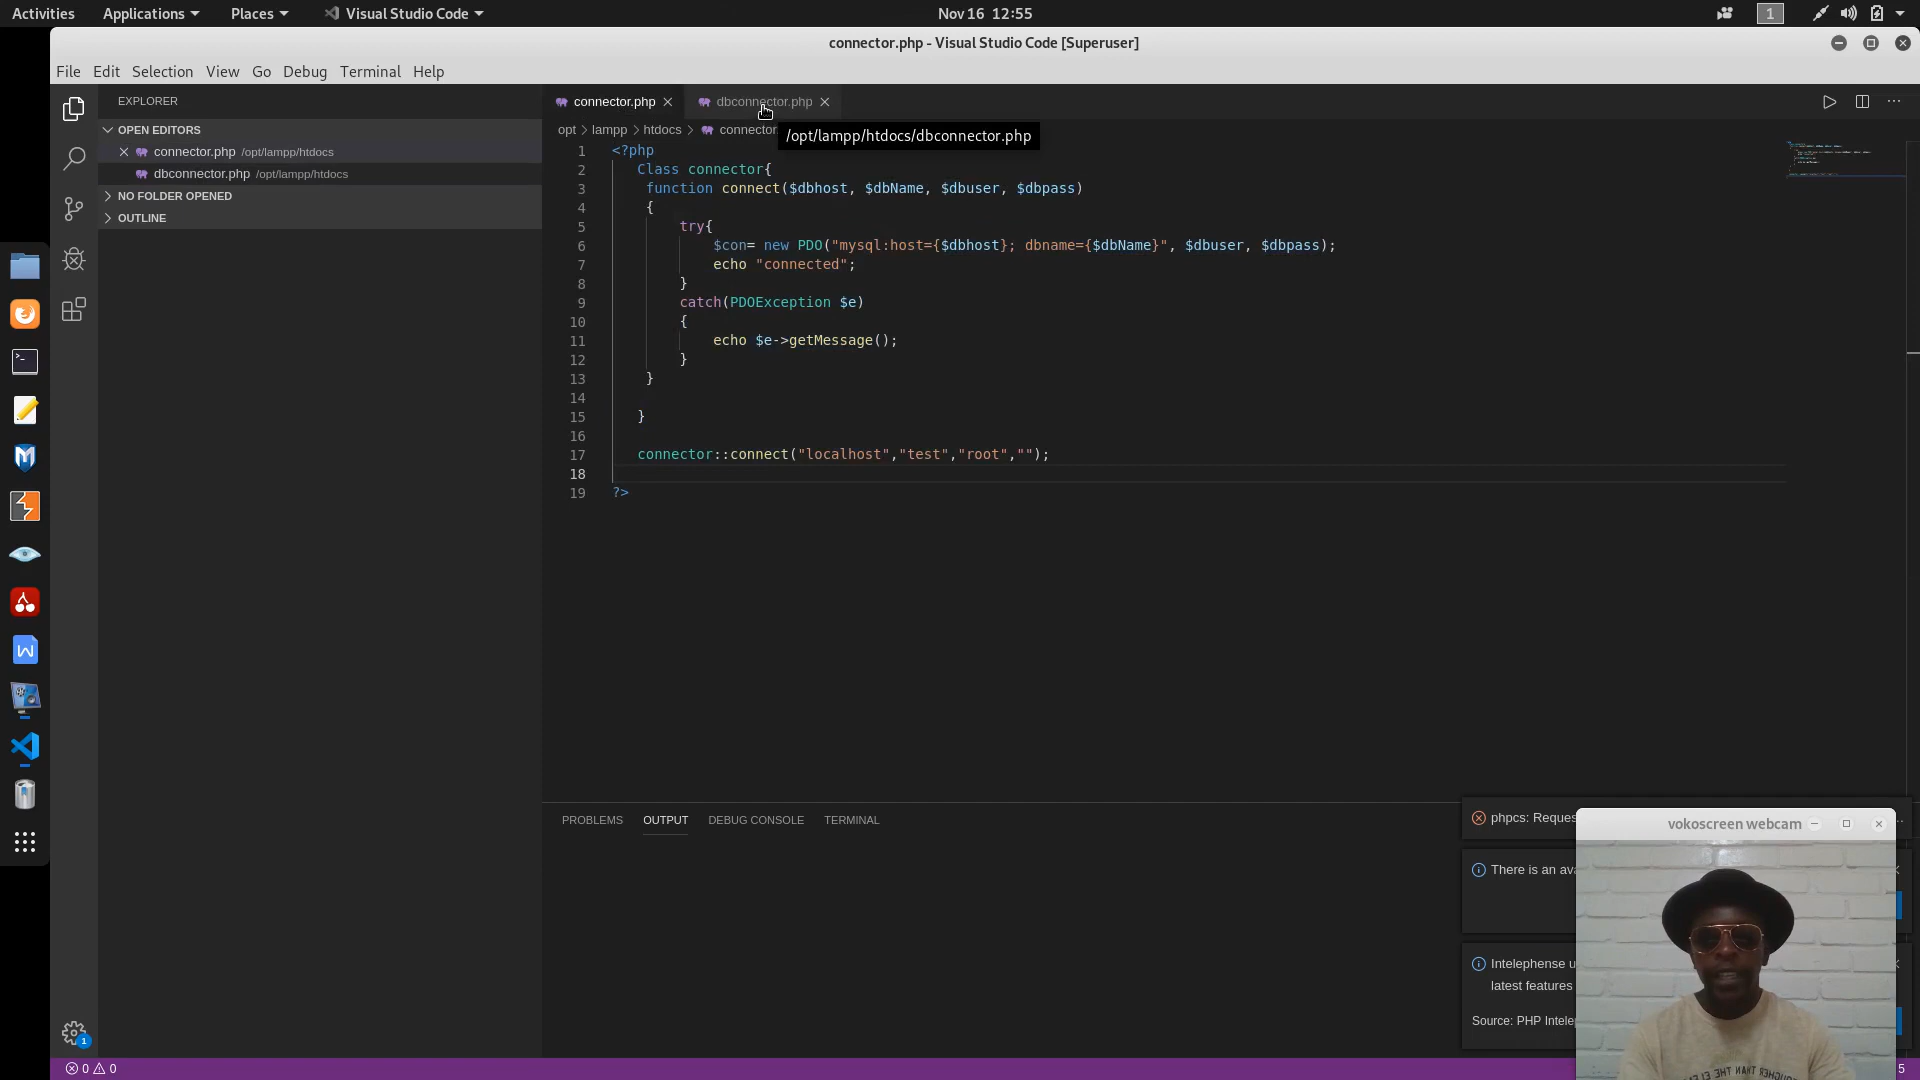 Activities Applications Places Visual Studio Code Nov 16 12:55 1
connector.php - Visual Studio Code [Superuser]
File Edit Selection View Go Debug Terminal Help
EXPLORER
OPEN EDITORS
connector.php /opt/lampp/htdocs
dbconnector.php /opt/lampp/htdocs
NO FOLDER OPENED
OUTLINE
connector.php dbconnector.php
opt > lampp > htdocs > connector.
/opt/lampp/htdocs/dbconnector.php
1 <?php
2 Class connector{
3 function connect($dbhost, $dbName, $dbuser, $dbpass)
4 {
5 try{
6 $con= new PDO("mysql:host={$dbhost}; dbname={$dbName}", $dbuser, $dbpass);
7 echo "connected";
8 }
9 catch(PDOException $e)
10 {
11 echo $e->getMessage();
12 }
13 }
14
15 }
16
17 connector::connect("localhost","test","root","");
18
19 ?>
PROBLEMS OUTPUT DEBUG CONSOLE TERMINAL
phpcs: Reques
There is an ava
Intelephense u
latest features
Source: PHP Intelep
vokoscreen webcam
1
0 0
5